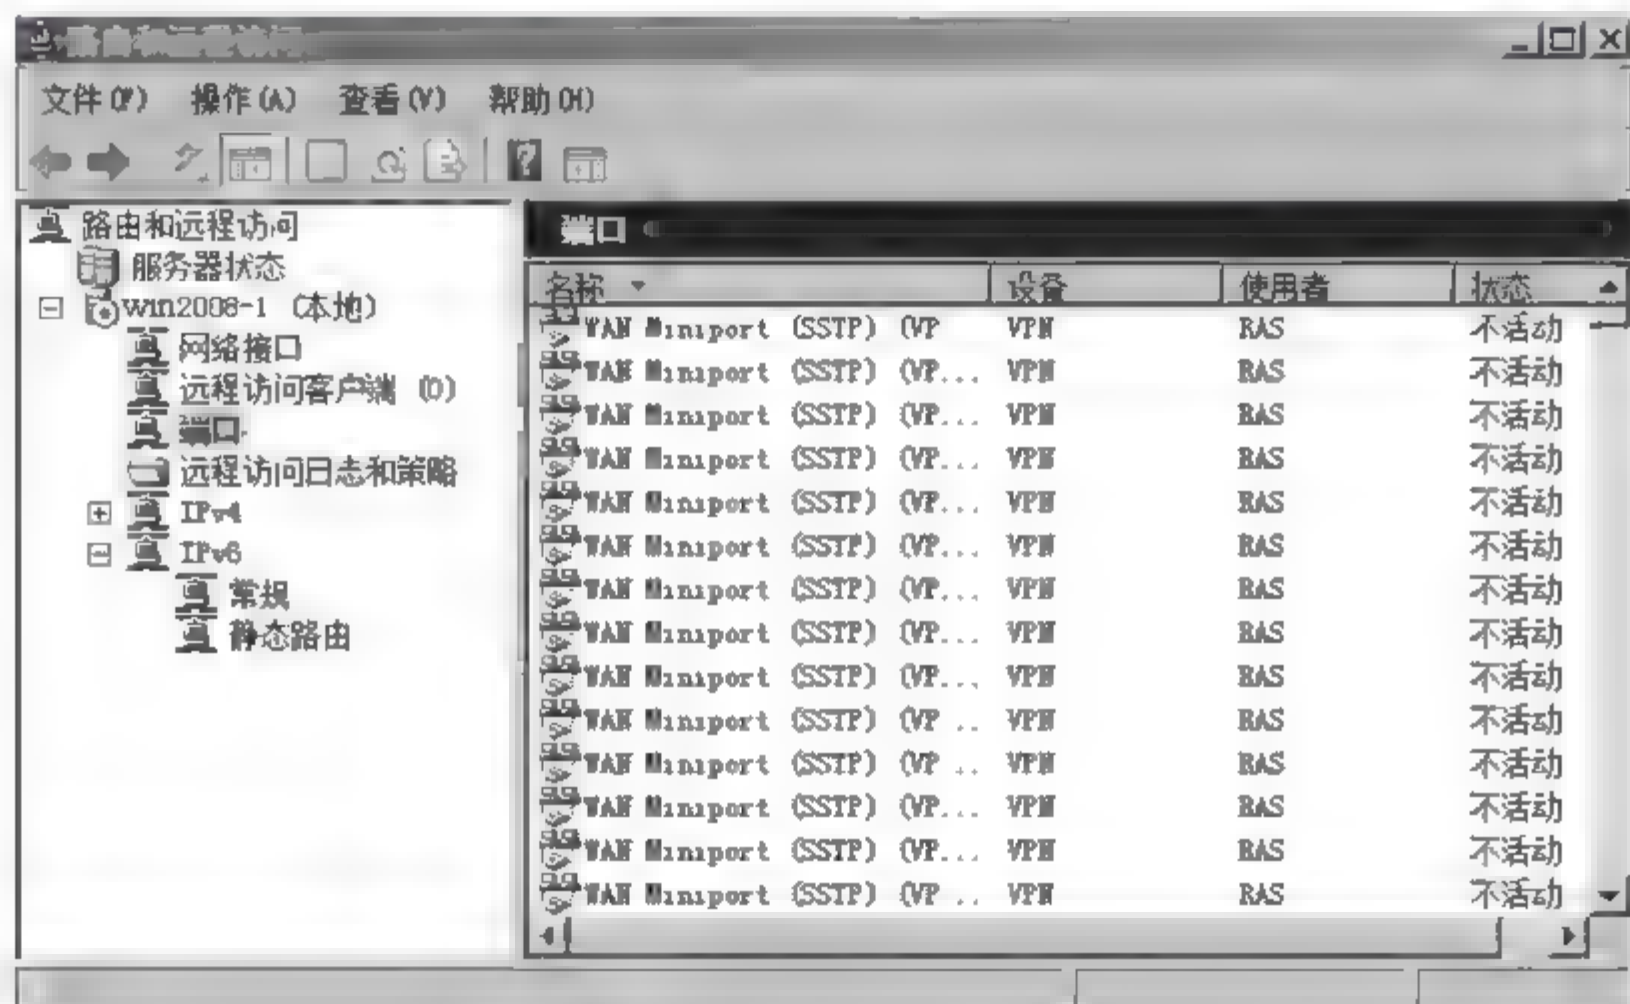 路由和远程访问
文件(F) 操作(A) 查看(V) 帮助(H)
路由和远程访问
服务器状态
win2008-1 (本地)
网络接口
远程访问客户端 (0)
端口
远程访问日志和策略
IPv4
IPv6
常规
静态路由
端口
名称 设备 使用者 状态
WAN Miniport (SSTP) (VP VPN RAS 不活动
WAN Miniport (SSTP) (VP... VPN RAS 不活动
WAN Miniport (SSTP) (VP... VPN RAS 不活动
WAN Miniport (SSTP) (VP... VPN RAS 不活动
WAN Miniport (SSTP) (VP... VPN RAS 不活动
WAN Miniport (SSTP) (VP... VPN RAS 不活动
WAN Miniport (SSTP) (VP... VPN RAS 不活动
WAN Miniport (SSTP) (VP... VPN RAS 不活动
WAN Miniport (SSTP) (VP... VPN RAS 不活动
WAN Miniport (SSTP) (VP .. VPN RAS 不活动
WAN Miniport (SSTP) (VP .. VPN RAS 不活动
WAN Miniport (SSTP) (VP... VPN RAS 不活动
WAN Miniport (SSTP) (VP... VPN RAS 不活动
WAN Miniport (SSTP) (VP .. VPN RAS 不活动